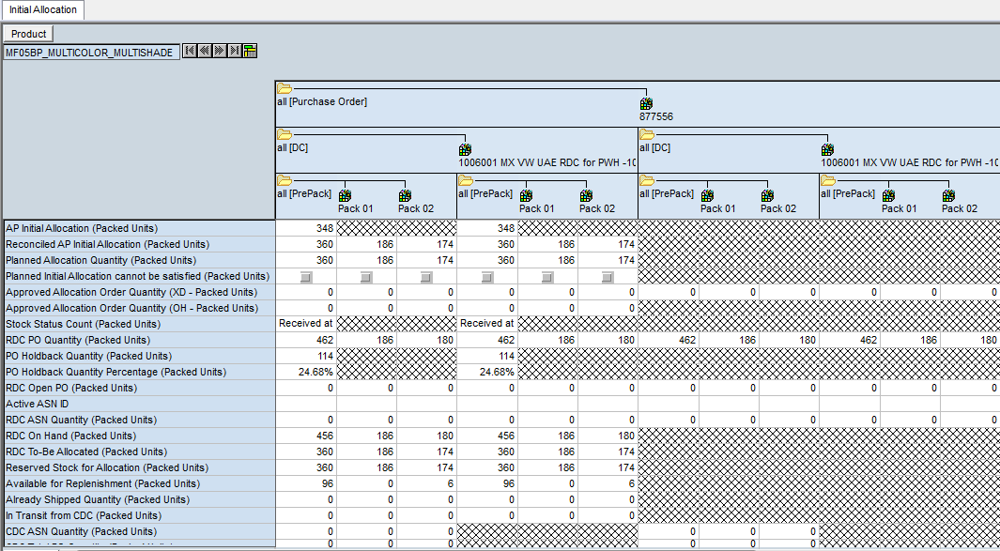 Initial Allocation
Product
MF05BP_MULTICOLOR_MULTISHADE
all [Purchase Order]
877556
all [DC] all [DC]
1006001 MX VW UAE RDC for PWH -10 1006001 MX VW UAE RDC for PWH -10
all [PrePack] all [PrePack] all [PrePack] all [PrePack]
Pack 01 Pack 02 Pack 01 Pack 02 Pack 01 Pack 02 Pack 01 Pack 02
AP Initial Allocation (Packed Units) 348 348
Reconciled AP Initial Allocation (Packed Units) 360 186 174 360 186 174
Planned Allocation Quantity (Packed Units) 360 186 174 360 186 174
Planned Initial Allocation cannot be satisfied (Packed Units)
Approved Allocation Order Quantity (XD - Packed Units) 0 0 0 0 0 0 0 0 0 0 0 0
Approved Allocation Order Quantity (OH - Packed Units) 0 0 0 0 0 0
Stock Status Count (Packed Units) Received at Received at
RDC PO Quantity (Packed Units) 462 186 180 462 186 180 462 186 180 462 186 180
PO Holdback Quantity (Packed Units) 114 114
PO Holdback Quantity Percentage (Packed Units) 24.68% 24.68%
RDC Open PO (Packed Units) 0 0 0 0 0 0 0 0 0 0 0 0
Active ASN ID
RDC ASN Quantity (Packed Units) 0 0 0 0 0 0 0 0 0 0 0 0
RDC On Hand (Packed Units) 456 186 180 456 186 180
RDC To-Be Allocated (Packed Units) 360 186 174 360 186 174
Reserved Stock for Allocation (Packed Units) 360 186 174 360 186 174
Available for Replenishment (Packed Units) 96 0 6 96 0 6
Already Shipped Quantity (Packed Units) 0 0 0 0 0 0
In Transit from CDC (Packed Units) 0 0 0 0 0 0
CDC ASN Quantity (Packed Units) 0 0 0 0 0 0
0 0 0 0 0 0